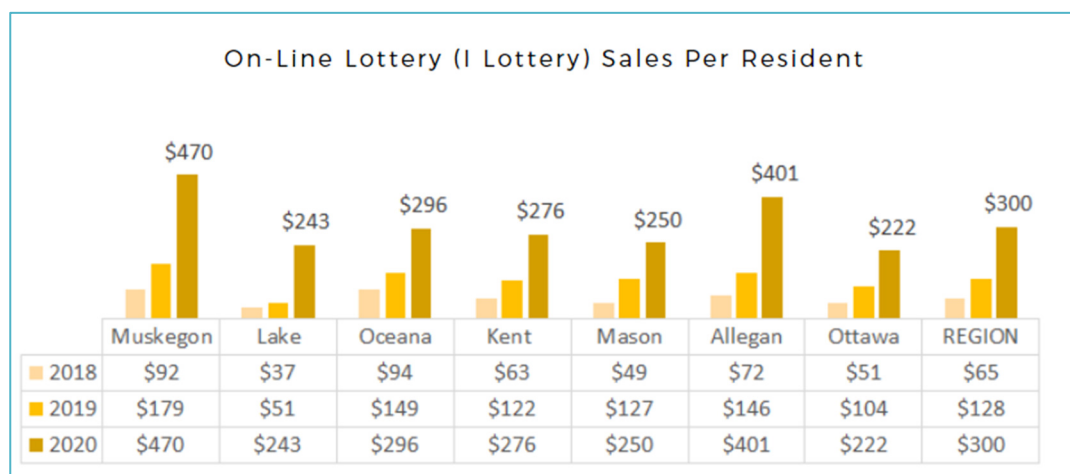 On-Line Lottery (I Lottery) Sales Per Resident
$470
$243
$296
$276
$250
$401
$222
$300
Muskegon Lake Oceana Kent Mason Allegan Ottawa REGION
2018 $92 $37 $94 $63 $49 $72 $51 $65
2019 $179 $51 $149 $122 $127 $146 $104 $128
2020 $470 $243 $296 $276 $250 $401 $222 $300